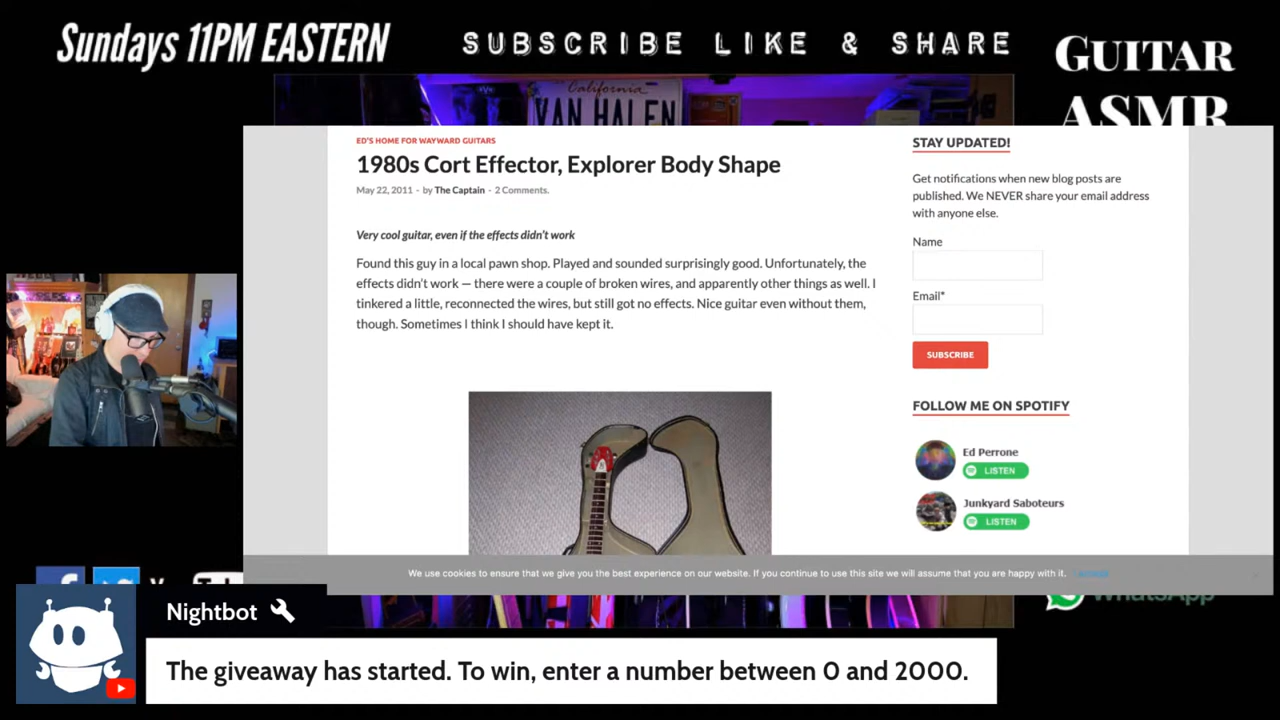 Sundays 11PM EASTERN
SUBSCRIBE LIKE & SHARE
GUITAR
ASMR
California
VAN HALEN
ED'S HOME FOR WAYWARD GUITARS
1980s Cort Effector, Explorer Body Shape
May 22, 2011 - by The Captain - 2 Comments.
Very cool guitar, even if the effects didn't work
Found this guy in a local pawn shop. Played and sounded surprisingly good. Unfortunately, the
effects didn't work — there were a couple of broken wires, and apparently other things as well. I
tinkered a little, reconnected the wires, but still got no effects. Nice guitar even without them,
though. Sometimes I think I should have kept it.
STAY UPDATED!
Get notifications when new blog posts are
published. We NEVER share your email address
with anyone else.
Name
Email*
SUBSCRIBE
FOLLOW ME ON SPOTIFY
Ed Perrone
LISTEN
Junkyard Saboteurs
LISTEN
We use cookies to ensure that we give you the best experience on our website. If you continue to use this site we will assume that you are happy with it.
WhatsApp
Nightbot
The giveaway has started. To win, enter a number between 0 and 2000.